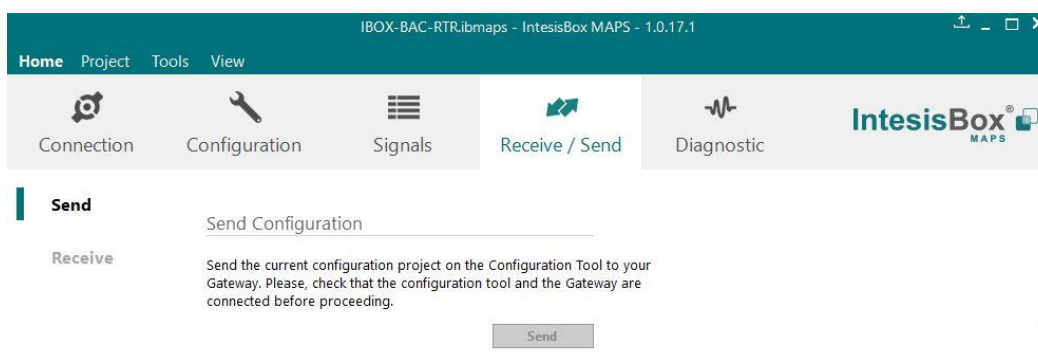 IBOX-BAC-RTR.ibmaps - IntesisBox MAPS - 1.0.17.1
Home Project Tools View
Connection Configuration Signals Receive / Send Diagnostic
IntesisBox®
MAPS
Send
Send Configuration
Receive
Send the current configuration project on the Configuration Tool to your
Gateway. Please, check that the configuration tool and the Gateway are
connected before proceeding.
Send